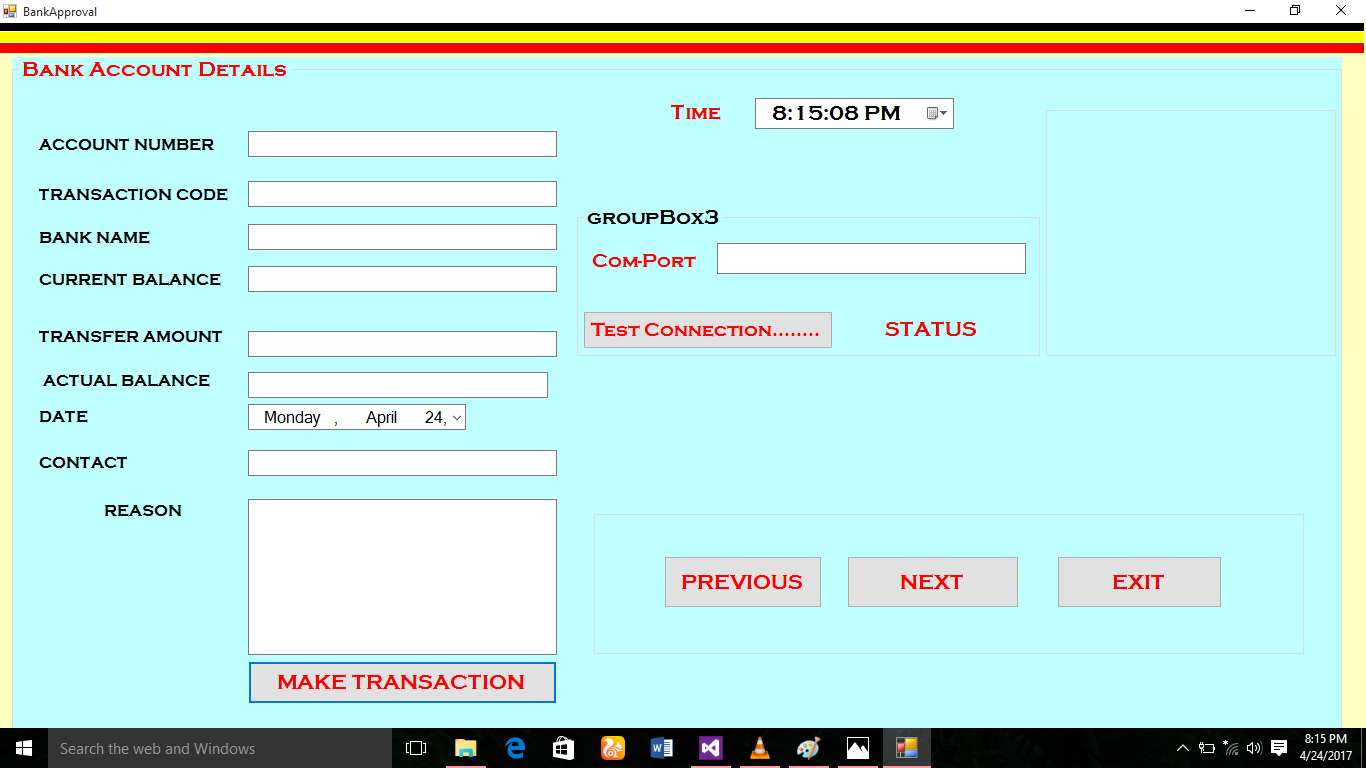 BankApproval
Bank Account Details
Time
8:15:08 PM
ACCOUNT NUMBER
TRANSACTION CODE
BANK NAME
CURRENT BALANCE
TRANSFER AMOUNT
ACTUAL BALANCE
DATE
Monday , April 24,
CONTACT
REASON
MAKE TRANSACTION
groupBox3
Com-Port
Test Connection........
STATUS
PREVIOUS
NEXT
EXIT
Search the web and Windows
8:15 PM
4/24/2017